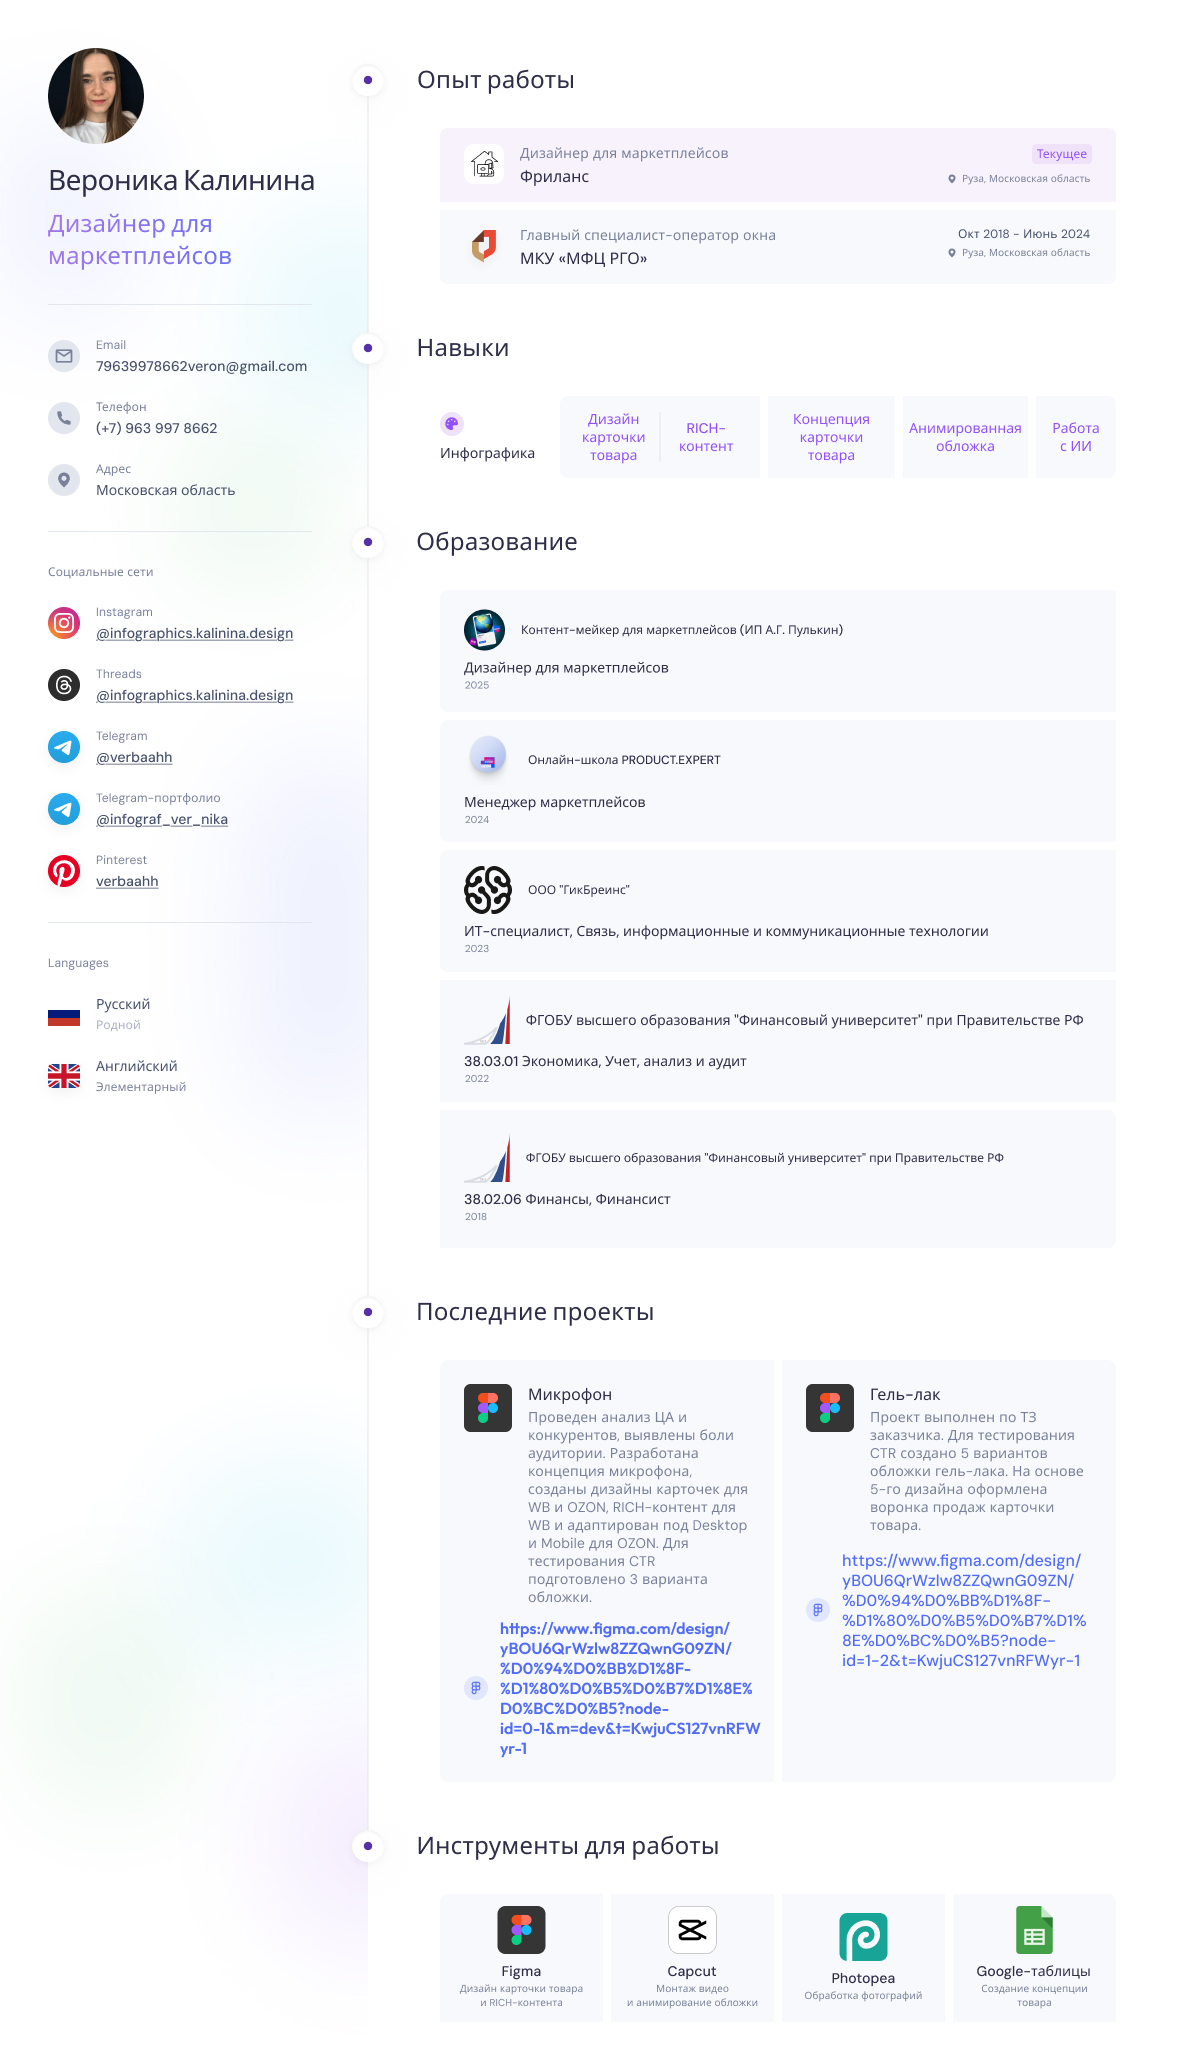 Вероника Калинина
Дизайнер для
маркетплейсов
Email
79639978662veron@gmail.com
Телефон
(+7) 963 997 8662
Адрес
Московская область
Социальные сети
Instagram
@infographics.kalinina.design
Threads
@infographics.kalinina.design
Telegram
@verbaahh
Telegram-портфолио
@infograf_ver_nika
Pinterest
verbaahh
Languages
Русский
Родной
Английский
Элементарный
Опыт работы
Дизайнер для маркетплейсов
Фриланс
Текущее
Руза, Московская область
Главный специалист-оператор окна
МКУ «МФЦ РГО»
Окт 2018 - Июнь 2024
Руза, Московская область
Навыки
Инфографика
Дизайн
карточки
товара
RICH-
контент
Концепция
карточки
товара
Анимированная
обложка
Работа
с ИИ
Образование
Контент-мейкер для маркетплейсов (ИП А.Г. Пулькин)
Дизайнер для маркетплейсов
2025
Онлайн-школа PRODUCT.EXPERT
Менеджер маркетплейсов
2024
ООО "ГикБреинс"
ИТ-специалист, Связь, информационные и коммуникационные технологии
2023
ФГОБУ высшего образования "Финансовый университет" при Правительстве РФ
38.03.01 Экономика, Учет, анализ и аудит
2022
ФГОБУ высшего образования "Финансовый университет" при Правительстве РФ
38.02.06 Финансы, Финансист
2018
Последние проекты
Микрофон
Проведен анализ ЦА и
конкурентов, выявлены боли
аудитории. Разработана
концепция микрофона,
созданы дизайны карточек для
WB и OZON, RICH-контент для
WB и адаптирован под Desktop
и Mobile для OZON. Для
тестирования CTR
подготовлено 3 варианта
обложки.
https://www.figma.com/design/
yBOU6QrWzlw8ZZQwnG09ZN/
%D0%94%D0%BB%D1%8F-
%D1%80%D0%B5%D0%B7%D1%8E%
D0%BC%D0%B5?node-
id=0-1&m=dev&t=KwjuCS127vnRFW
yr-1
Гель-лак
Проект выполнен по ТЗ
заказчика. Для тестирования
CTR создано 5 вариантов
обложки гель-лака. На основе
5-го дизайна оформлена
воронка продаж карточки
товара.
https://www.figma.com/design/
yBOU6QrWzlw8ZZQwnG09ZN/
%D0%94%D0%BB%D1%8F-
%D1%80%D0%B5%D0%B7%D1%
8E%D0%BC%D0%B5?node-
id=1-2&t=KwjuCS127vnRFWyr-1
Инструменты для работы
Figma
Дизайн карточки товара
и RICH-контента
Capcut
Монтаж видео
и анимирование обложки
Photopea
Обработка фотографий
Google-таблицы
Создание концепции
товара